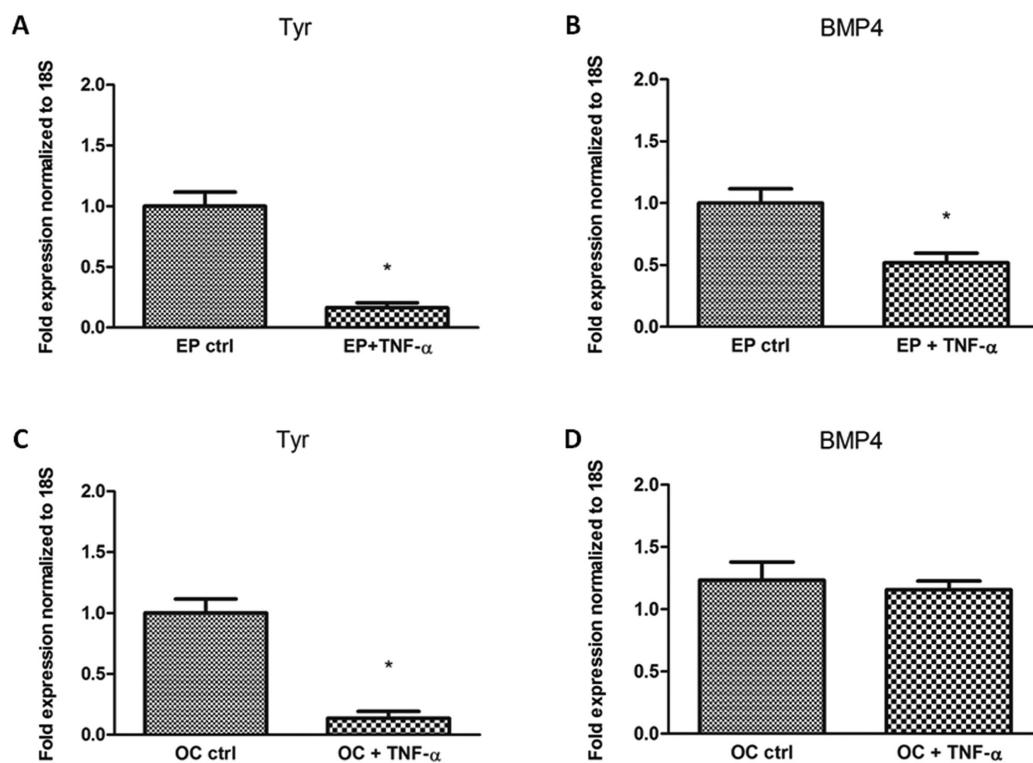 A
Tyr
Fold expression normalized to 18S
2.0
1.5
1.0
0.5
0.0
*
EP ctrl
EP+TNF-α
B
BMP4
Fold expression normalized to 18S
2.0
1.5
1.0
0.5
0.0
*
EP ctrl
EP + TNF-α
C
Tyr
Fold expression normalized to 18S
2.0
1.5
1.0
0.5
0.0
*
OC ctrl
OC + TNF-α
D
BMP4
Fold expression normalized to 18S
2.0
1.5
1.0
0.5
0.0
OC ctrl
OC + TNF-α